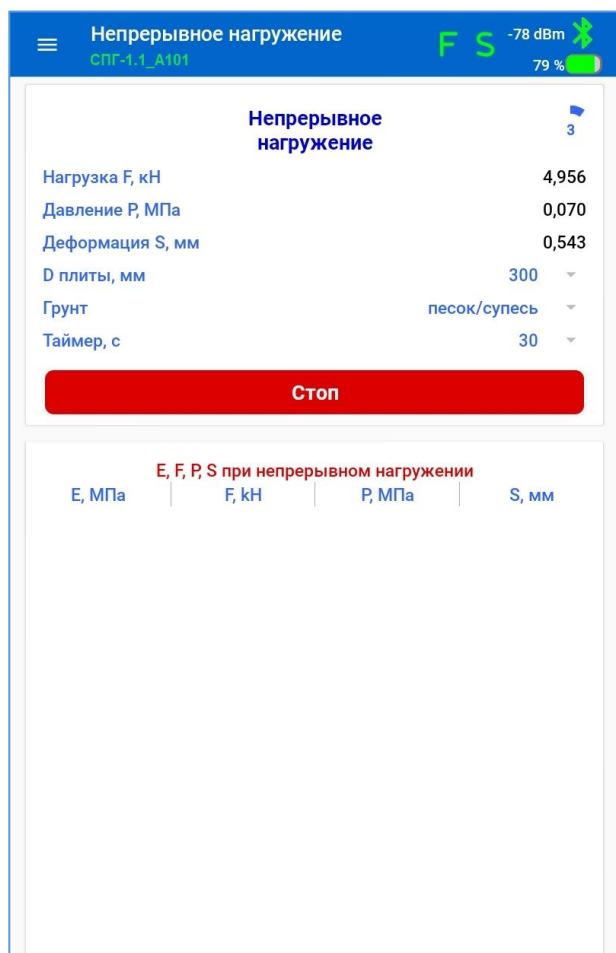 Непрерывное нагружение
СПГ-1.1_А101
F S
-78 dBm
79 %
Непрерывное
нагружение
3
Нагрузка F, кН 4,956
Давление P, МПа 0,070
Деформация S, мм 0,543
D плиты, мм 300
Грунт песок/супесь
Таймер, с 30
Стоп
E, F, P, S при непрерывном нагружении
E, МПа F, kH P, МПа S, мм